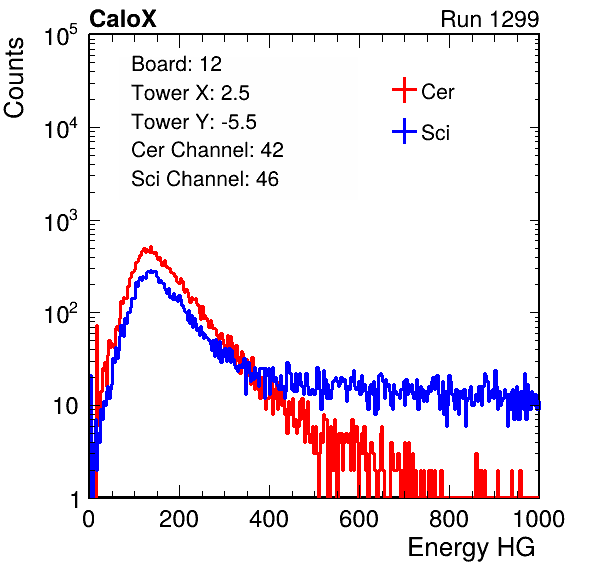 CaloX Run 1299
Counts
10^5
10^4
10^3
10^2
10
1
Board: 12
Tower X: 2.5
Tower Y: -5.5
Cer Channel: 42
Sci Channel: 46
Cer
Sci
0 200 400 600 800 1000
Energy HG